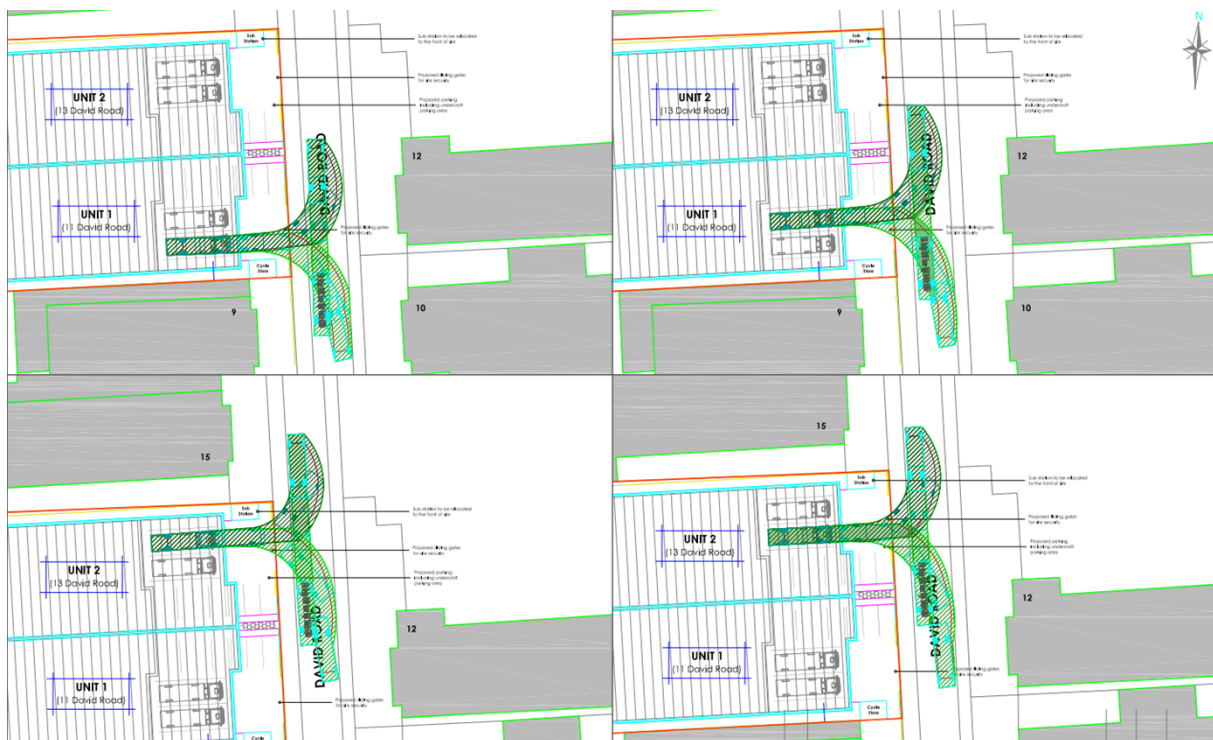 Sub
Station
Sub station to be relocated
to the front of site
Proposed sliding gates
for site security
Proposed parking
including undercroft
parking area
UNIT 2
(13 David Road)
DAVID ROAD
12
UNIT 1
(11 David Road)
Proposed sliding gates
for site security
Cycle
Store
9
10
N
Sub
Station
Sub station to be relocated
to the front of site
Proposed sliding gates
for site security
Proposed parking
including undercroft
parking area
UNIT 2
(13 David Road)
DAVID ROAD
12
UNIT 1
(11 David Road)
Proposed sliding gates
for site security
Cycle
Store
9
10
15
Sub
Station
Sub station to be relocated
to the front of site
Proposed sliding gates
for site security
Proposed parking
including undercroft
parking area
UNIT 2
(13 David Road)
DAVID ROAD
12
UNIT 1
(11 David Road)
Proposed sliding gates
for site security
Cycle
15
Sub
Station
Sub station to be relocated
to the front of site
Proposed sliding gates
for site security
Proposed parking
including undercroft
parking area
UNIT 2
(13 David Road)
DAVID ROAD
12
UNIT 1
(11 David Road)
Proposed sliding gates
for site security
Cycle
Store